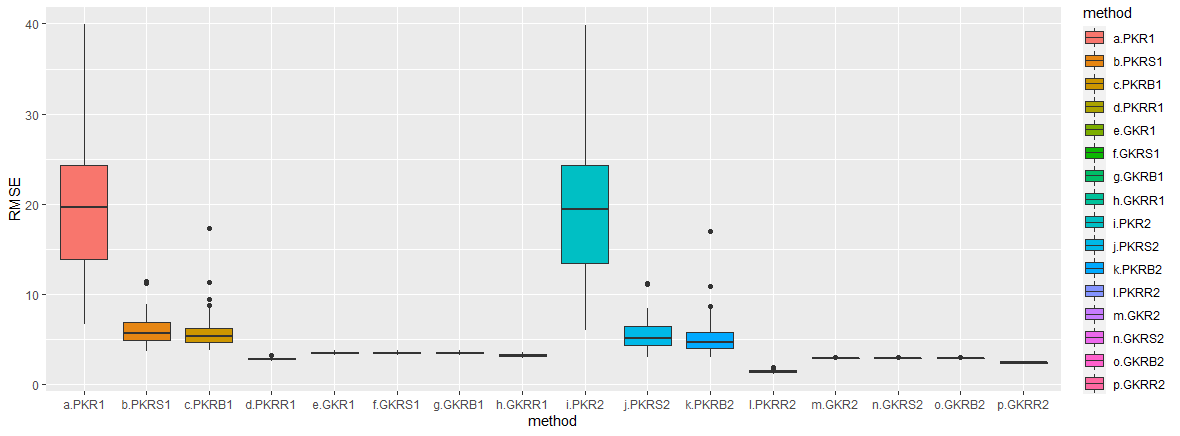 method
a.PKR1
b.PKRS1
c.PKRB1
d.PKRR1
e.GKR1
f.GKRS1
g.GKRB1
h.GKRR1
i.PKR2
j.PKRS2
k.PKRB2
l.PKRR2
m.GKR2
n.GKRS2
o.GKRB2
p.GKRR2
RMSE
40
30
20
10
0
a.PKR1 b.PKRS1 c.PKRB1 d.PKRR1 e.GKR1 f.GKRS1 g.GKRB1 h.GKRR1 i.PKR2 j.PKRS2 k.PKRB2 l.PKRR2 m.GKR2 n.GKRS2 o.GKRB2 p.GKRR2
method